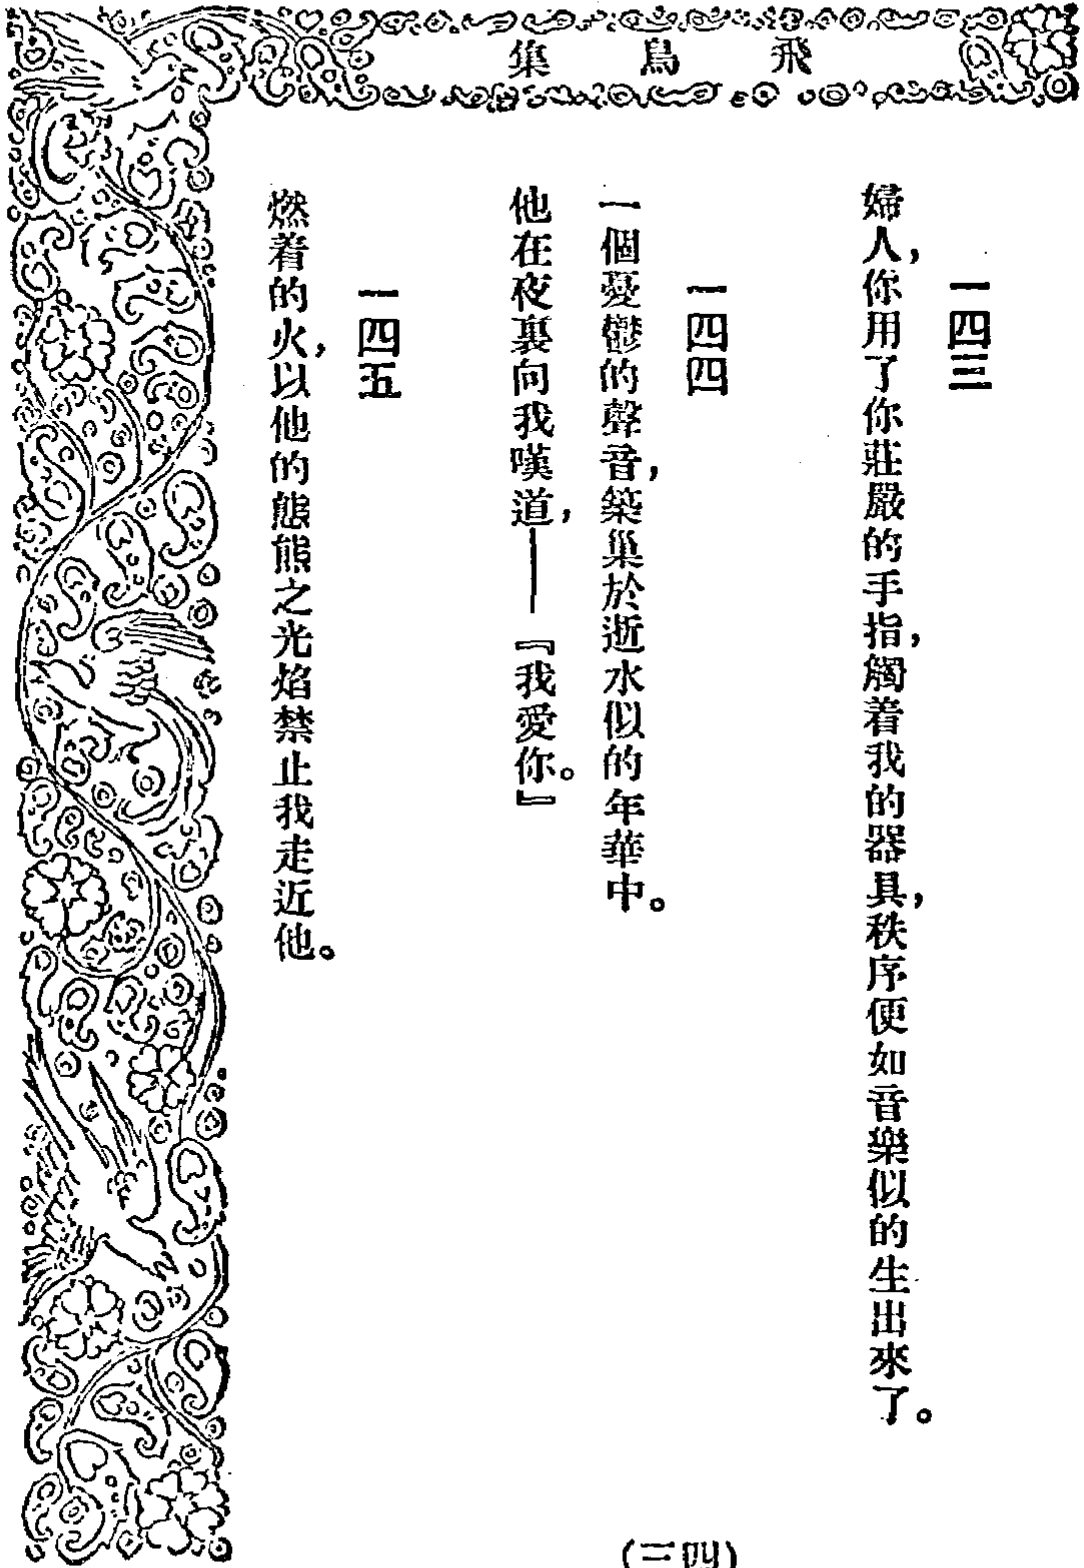 飛鳥集
一四三
婦人，你用了你莊嚴的手指，觸着我的器具，秩序便如音樂似的生出來了。
一四四
一個憂鬱的聲音，築巢於逝水似的年華中。
他在夜裏向我嘆道，——『我愛你。』
一四五
燃着的火，以他的熊熊之光焰禁止我走近他。
(三四)